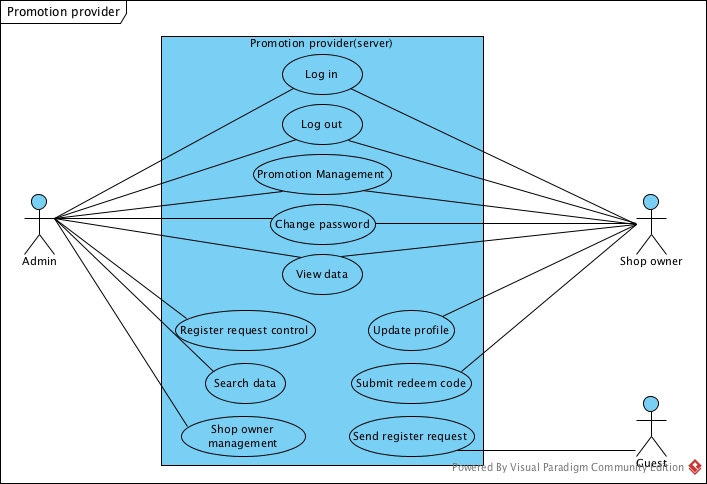 Promotion provider
Promotion provider(server)
Log in
Log out
Promotion Management
Change password
View data
Admin
Shop owner
Register request control
Update profile
Search data
Submit redeem code
Shop owner
management
Send register request
Guest
Powered By Visual Paradigm Community Edition